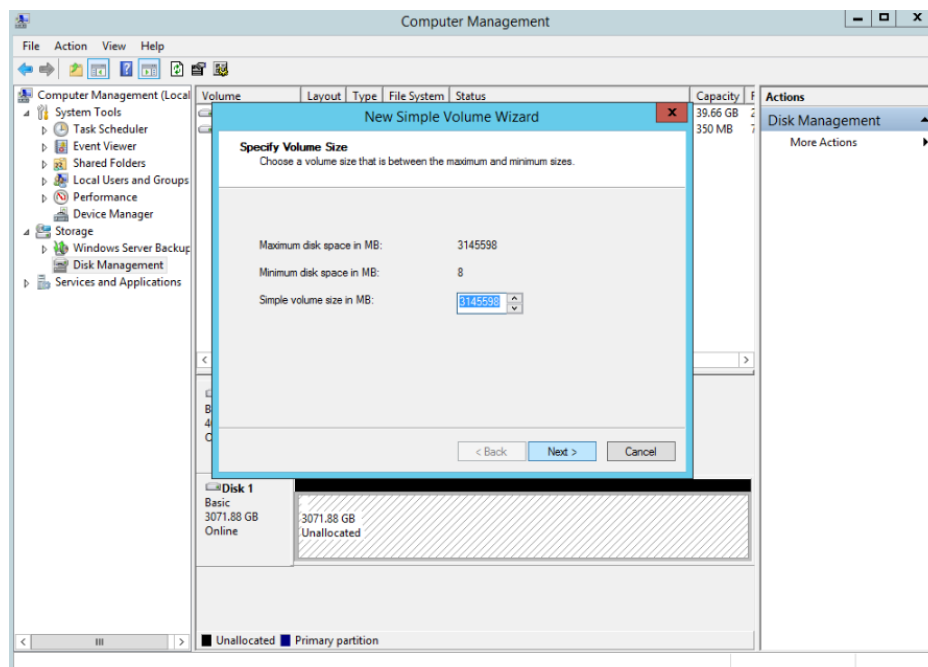 Computer Management
File Action View Help
Computer Management (Local
System Tools
Task Scheduler
Event Viewer
Shared Folders
Local Users and Groups
Performance
Device Manager
Storage
Windows Server Backup
Disk Management
Services and Applications
Volume Layout Type File System Status Capacity F
39.66 GB 2
350 MB 7
New Simple Volume Wizard
Specify Volume Size
Choose a volume size that is between the maximum and minimum sizes.
Maximum disk space in MB: 3145598
Minimum disk space in MB: 8
Simple volume size in MB: 3145598
< Back Next > Cancel
Disk 1
Basic
3071.88 GB
Online
3071.88 GB
Unallocated
Unallocated Primary partition
Actions
Disk Management
More Actions